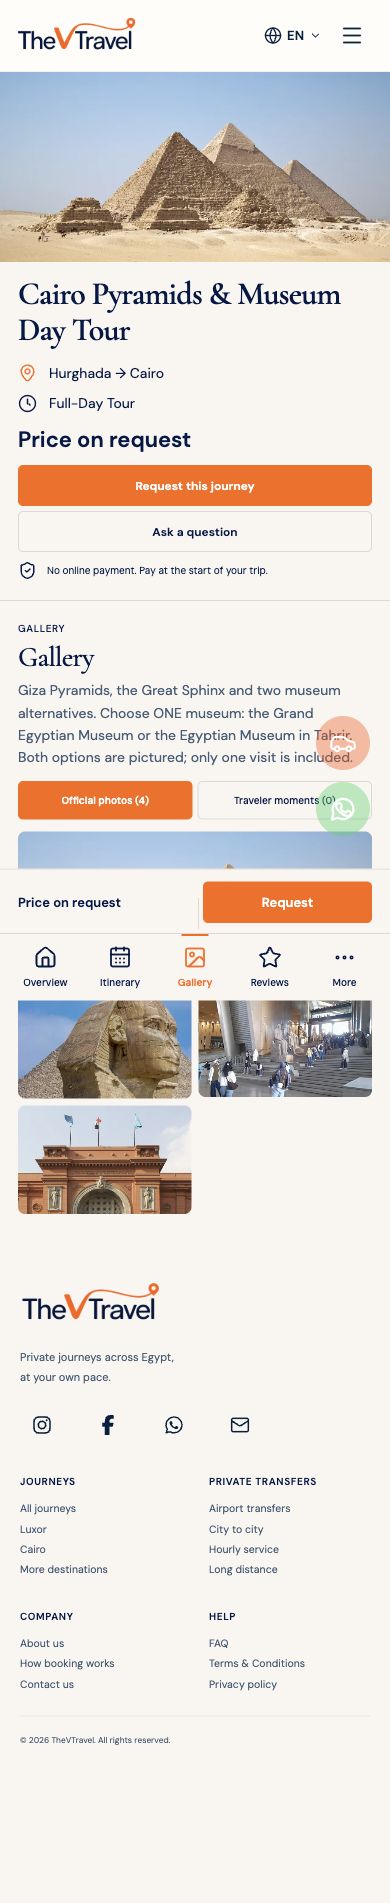 TheVTravel
EN
Cairo Pyramids & Museum
Day Tour
Hurghada → Cairo
Full-Day Tour
Price on request
Request this journey
Ask a question
No online payment. Pay at the start of your trip.
GALLERY
Gallery
Giza Pyramids, the Great Sphinx and two museum
alternatives. Choose ONE museum: the Grand
Egyptian Museum or the Egyptian Museum in Tahrir.
Both options are pictured; only one visit is included.
Official photos (4)
Traveler moments (0)
Price on request
Request
Overview
Itinerary
Gallery
Reviews
More
TheVTravel
Private journeys across Egypt,
at your own pace.
JOURNEYS
All journeys
Luxor
Cairo
More destinations
PRIVATE TRANSFERS
Airport transfers
City to city
Hourly service
Long distance
COMPANY
About us
How booking works
Contact us
HELP
FAQ
Terms & Conditions
Privacy policy
© 2026 TheVTravel. All rights reserved.